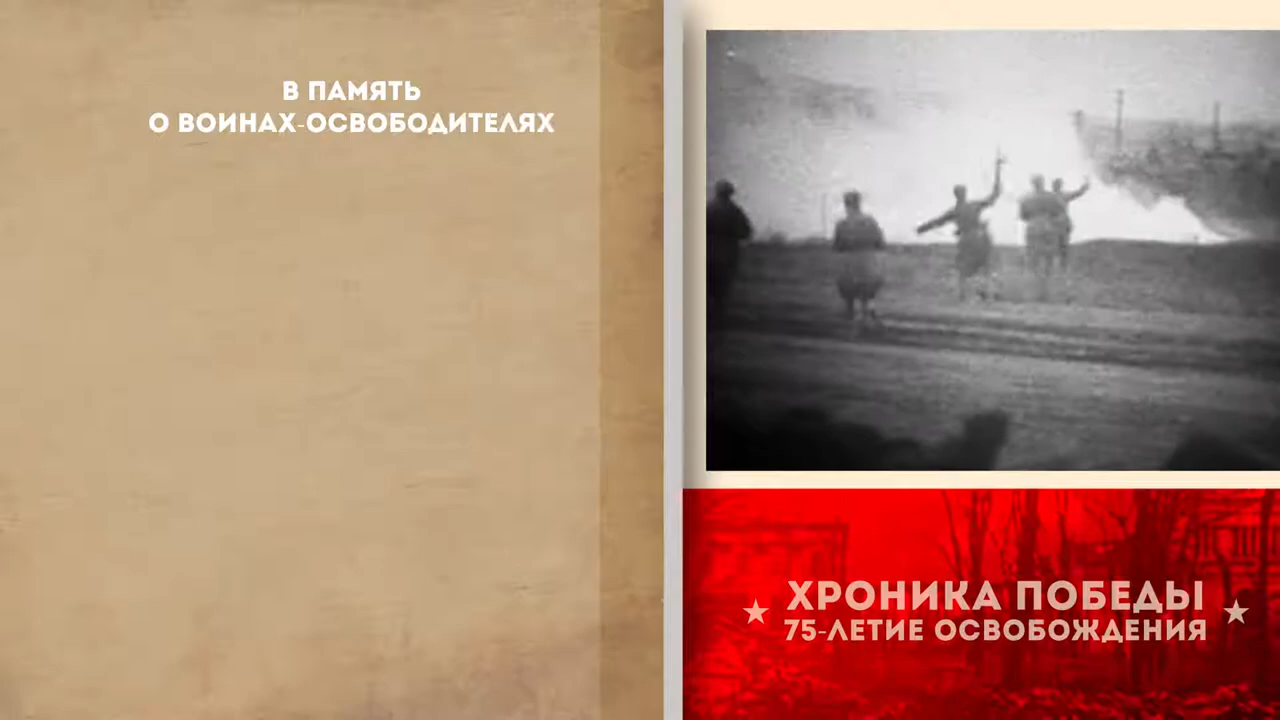 В ПАМЯТЬ
О ВОИНАХ-ОСВОБОДИТЕЛЯХ
ХРОНИКА ПОБЕДЫ
75-ЛЕТИЕ ОСВОБОЖДЕНИЯ